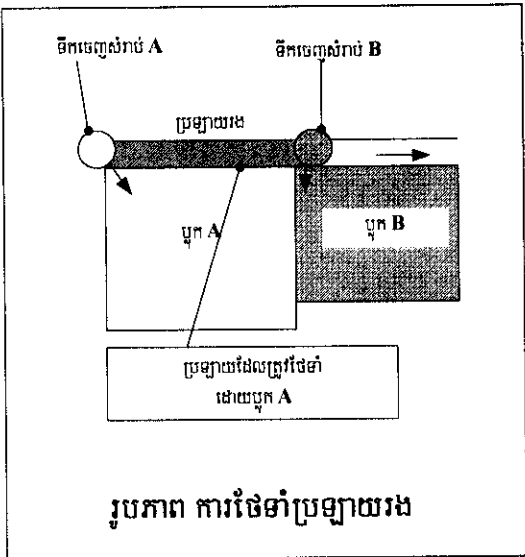 ទឹកចេញសំរាប់ A
ទឹកចេញសំរាប់ B
ប្រឡាយរង
ប្លុក A
ប្លុក B
ប្រឡាយដែលត្រូវថែទាំ
ដោយប្លុក A
រូបភាព ការថែទាំប្រឡាយរង